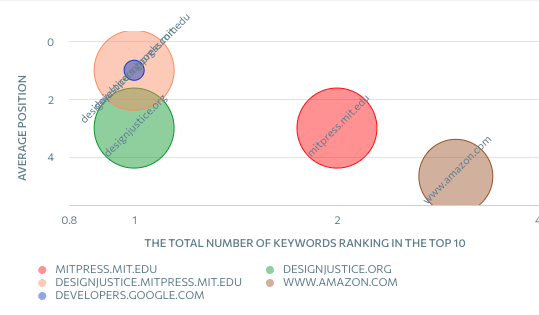 0
2
4
AVERAGE POSITION
designjustice.org
mitpress.mit.edu
www.amazon.com
0.8
1
2
4
THE TOTAL NUMBER OF KEYWORDS RANKING IN THE TOP 10
MITPRESS.MIT.EDU
DESIGNJUSTICE.ORG
DESIGNJUSTICE.MITPRESS.MIT.EDU
WWW.AMAZON.COM
DEVELOPERS.GOOGLE.COM